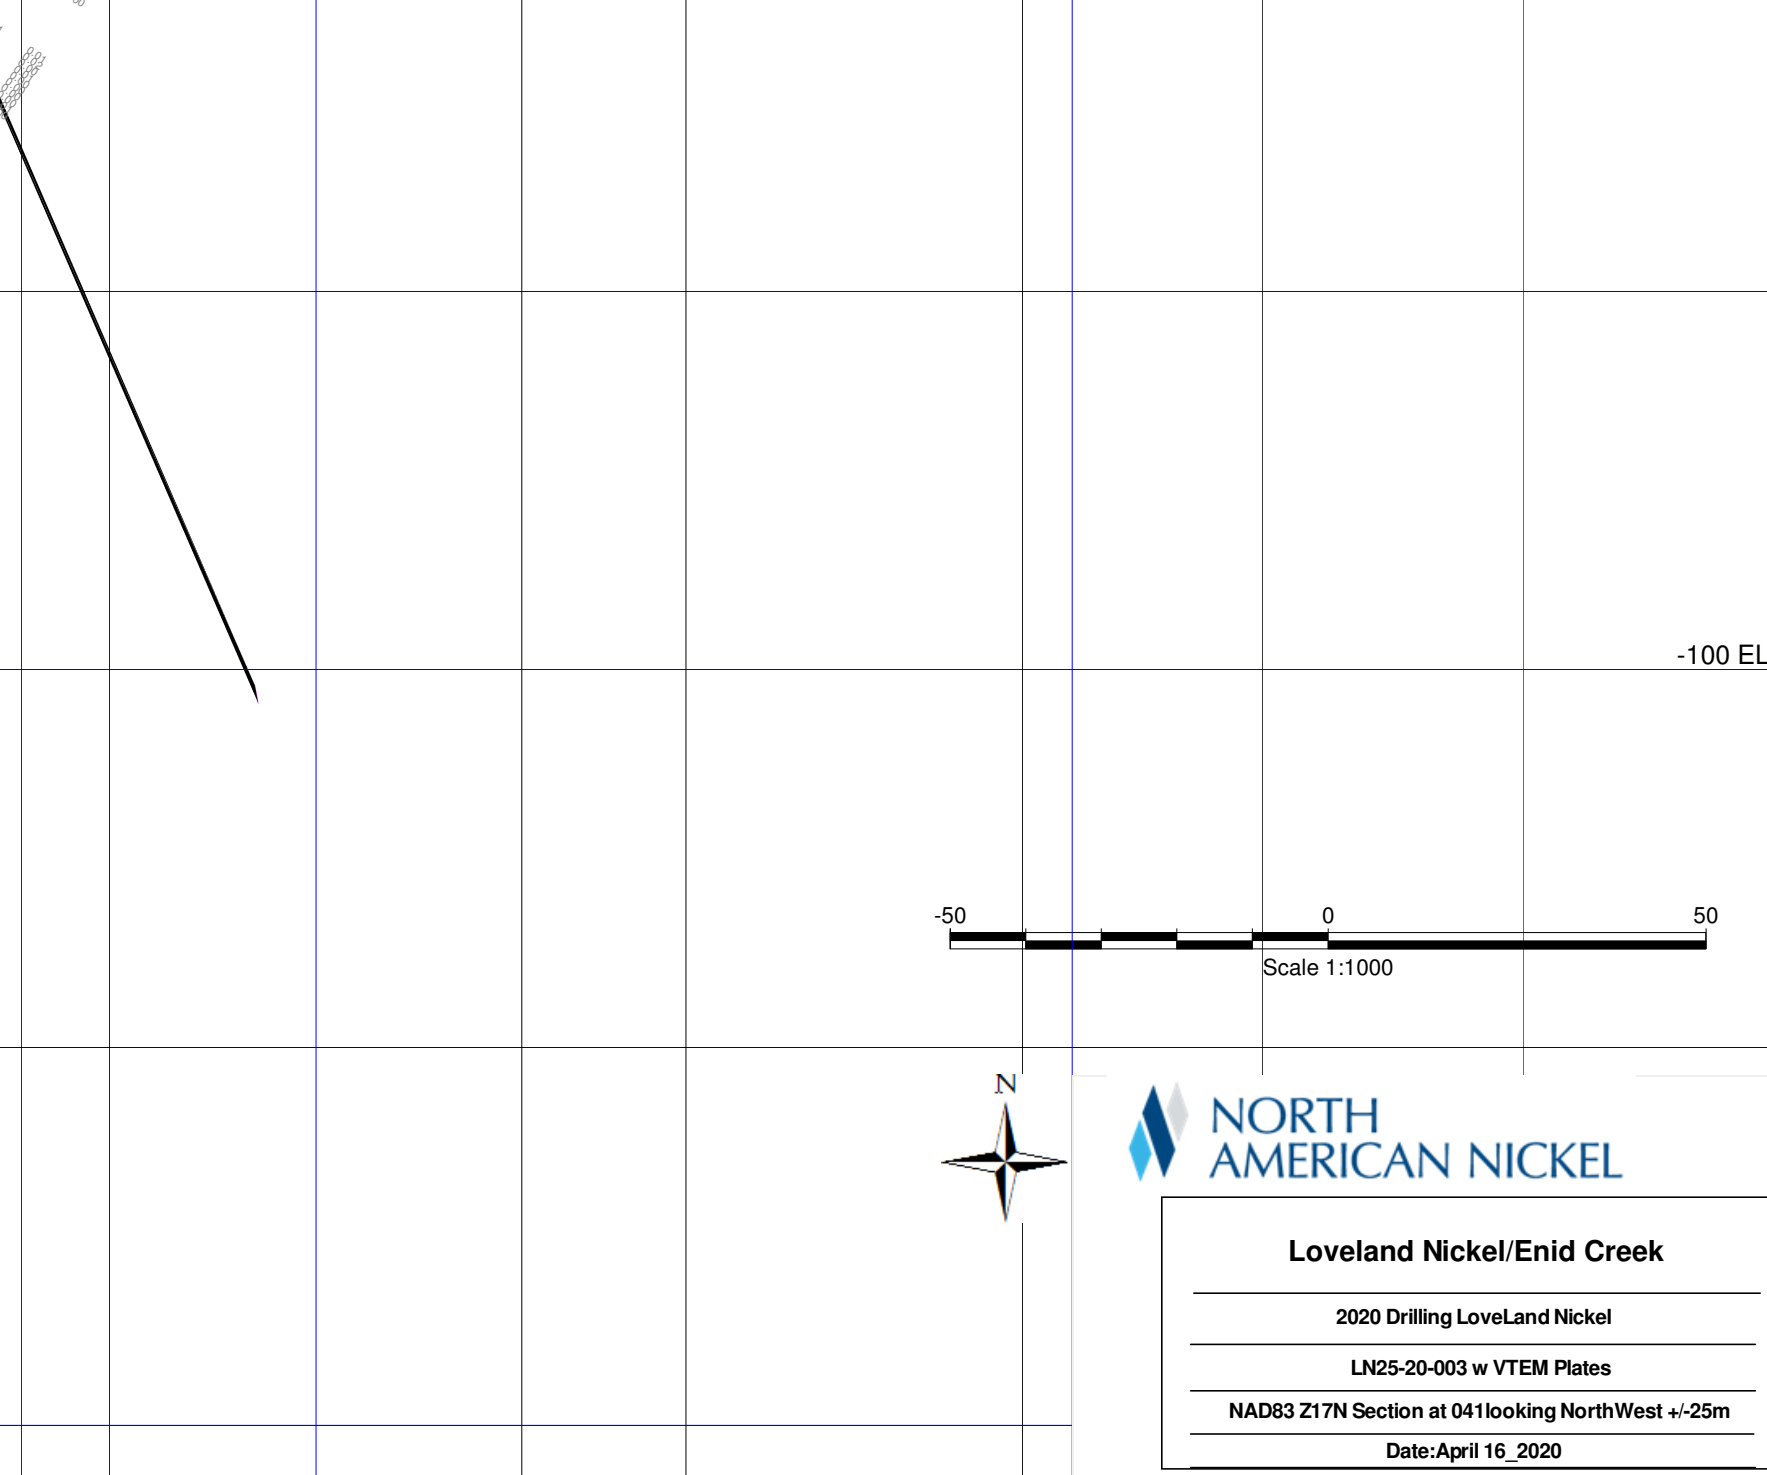 -100 EL
-50 0 50
Scale 1:1000
N
NORTH
AMERICAN NICKEL
Loveland Nickel/Enid Creek
2020 Drilling LoveLand Nickel
LN25-20-003 w VTEM Plates
NAD83 Z17N Section at 041looking NorthWest +/-25m
Date:April 16_2020